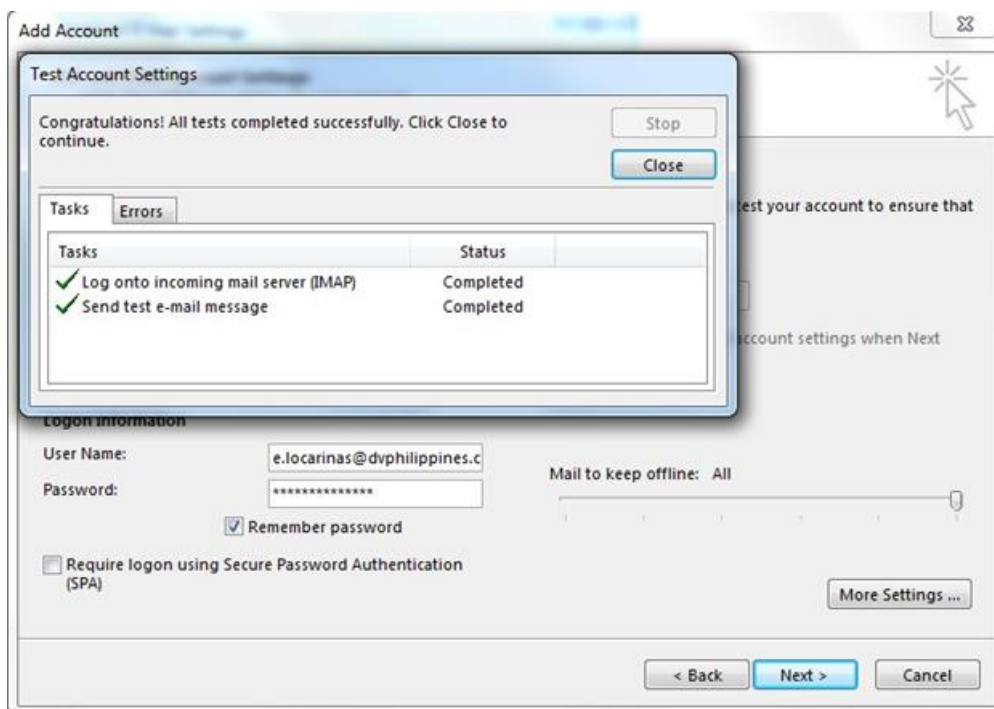 Add Account
Test Account Settings
Congratulations! All tests completed successfully. Click Close to
continue.
Stop
Close
Tasks Errors
Tasks Status
Log onto incoming mail server (IMAP) Completed
Send test e-mail message Completed
test your account to ensure that
account settings when Next
Logon Information
User Name: e.locarinas@dvphilippines.c
Password: **************
Mail to keep offline: All
Remember password
Require logon using Secure Password Authentication
(SPA)
More Settings ...
< Back Next > Cancel